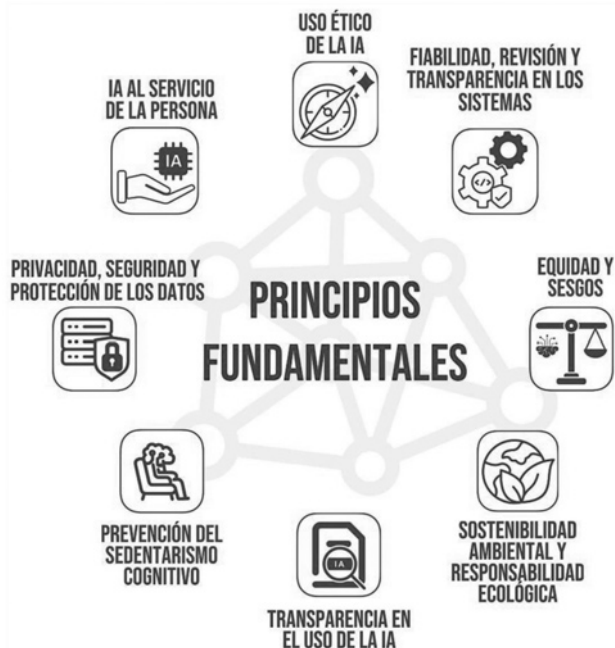 USO ÉTICO
DE LA IA
FIABILIDAD, REVISIÓN Y
TRANSPARENCIA EN LOS
SISTEMAS
</>
IA AL SERVICIO
DE LA PERSONA
IA
PRIVACIDAD, SEGURIDAD Y
PROTECCIÓN DE LOS DATOS
PRINCIPIOS
FUNDAMENTALES
EQUIDAD Y
SESGOS
PREVENCIÓN DEL
SEDENTARISMO
COGNITIVO
IA
TRANSPARENCIA EN
EL USO DE LA IA
SOSTENIBILIDAD
AMBIENTAL Y
RESPONSABILIDAD
ECOLÓGICA